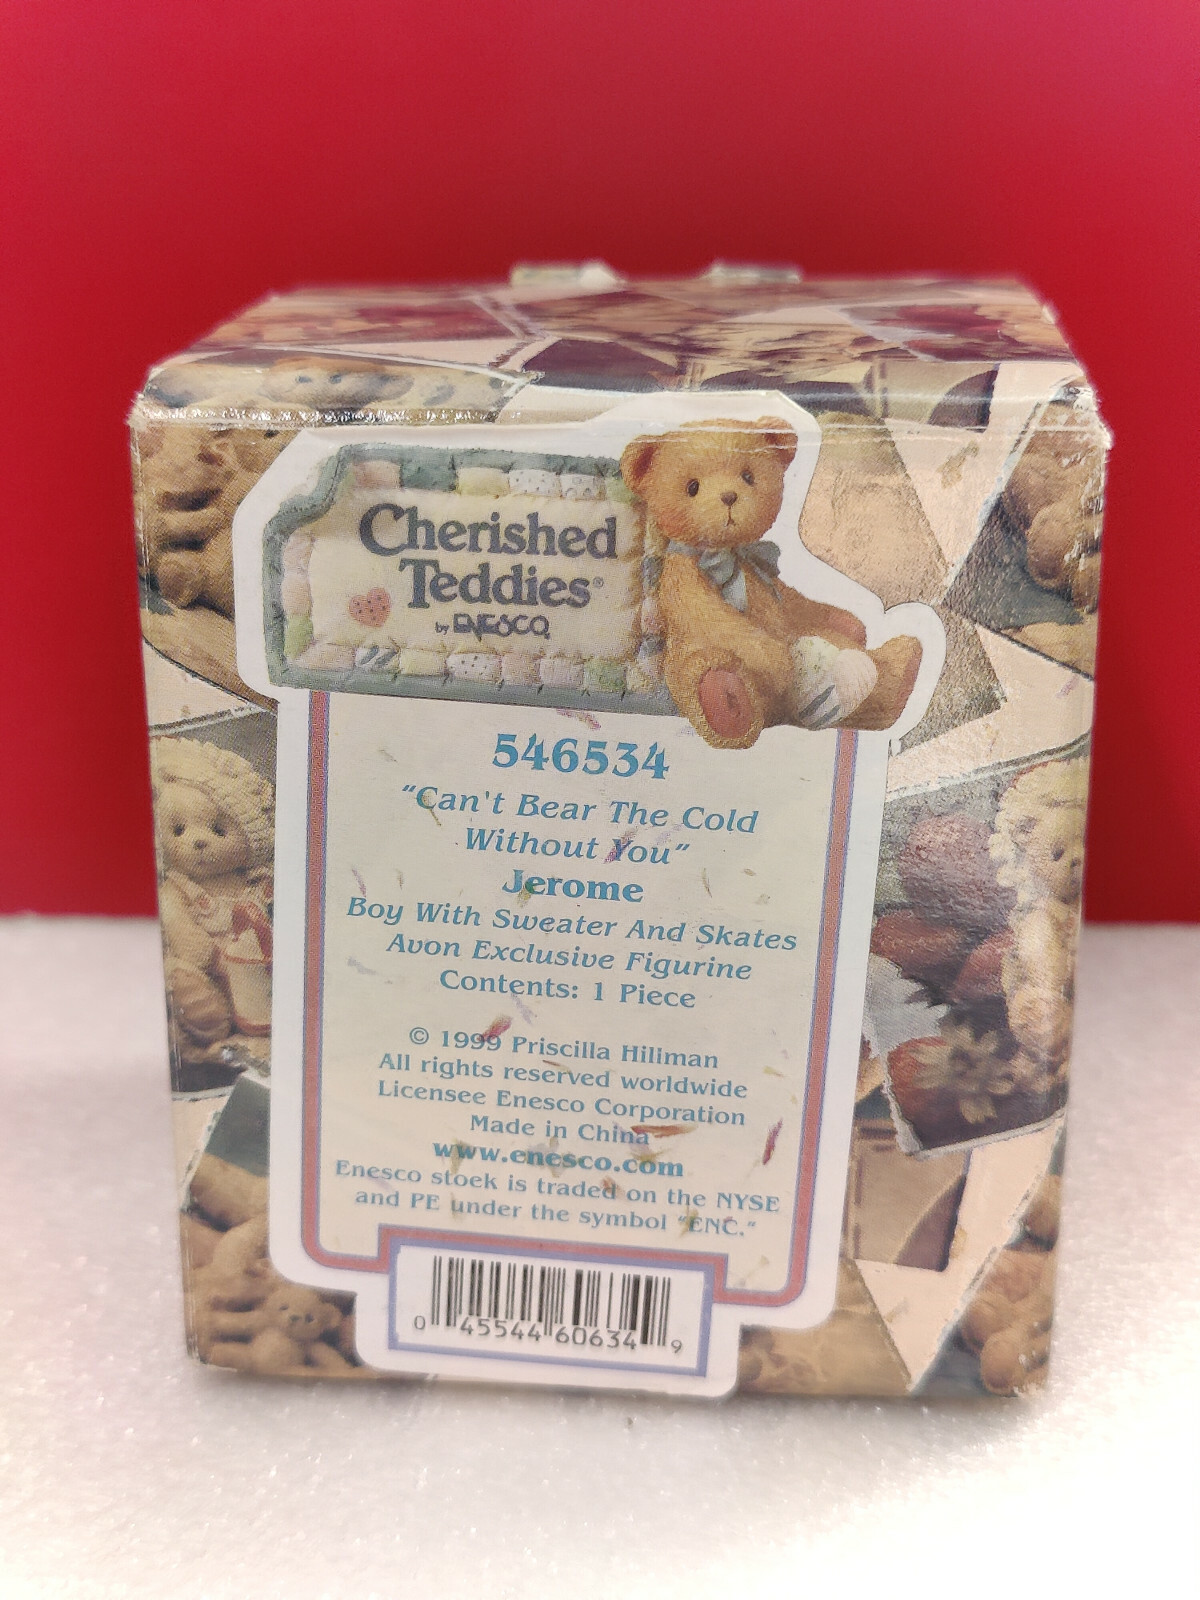 Cherished
Teddies®
by ENESCO
546534
“Can't Bear The Cold
Without You”
Jerome
Boy With Sweater And Skates
Avon Exclusive Figurine
Contents: 1 Piece
© 1999 Priscilla Hillman
All rights reserved worldwide
Licensee Enesco Corporation
Made in China
www.enesco.com
Enesco stock is traded on the NYSE
and PE under the symbol "ENC."
0 45544 60634 9